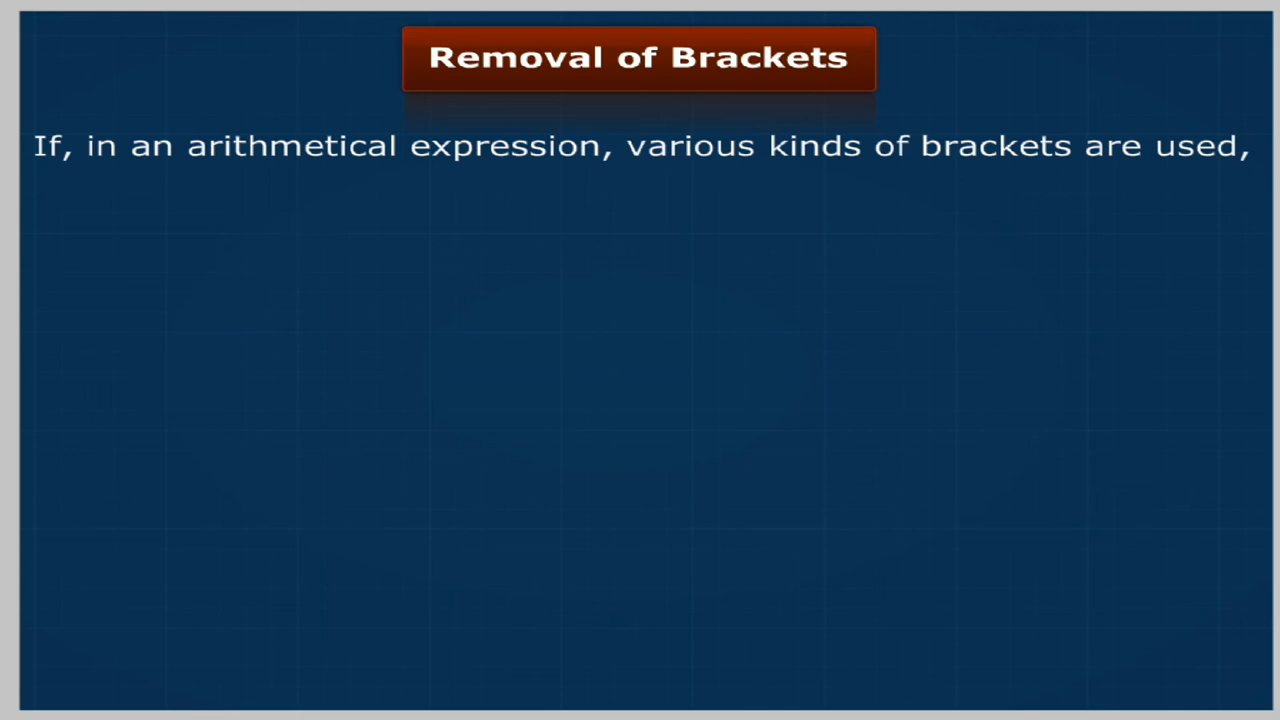 Removal of Brackets
If, in an arithmetical expression, various kinds of brackets are used,